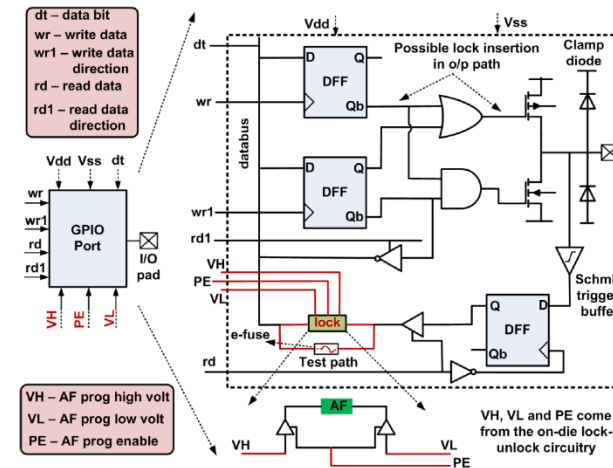 dt – data bit
wr – write data
wr1 – write data
direction
rd – read data
rd1 – read data
direction
Vdd
Vss
dt
wr
wr1
rd
rd1
GPIO
Port
I/O
pad
VH
PE
VL
VH – AF prog high volt
VL – AF prog low volt
PE – AF prog enable
Vdd
Vss
dt
wr
databus
wr1
rd1
VH
PE
VL
rd
D
Q
DFF
Qb
D
Q
DFF
Qb
Possible lock insertion
in o/p path
Clamp
diode
Schmi
trigge
buffe
lock
e-fuse
Test path
Q
D
DFF
Qb
AF
VH
VL
PE
VH, VL and PE come
from the on-die lock-
unlock circuitry